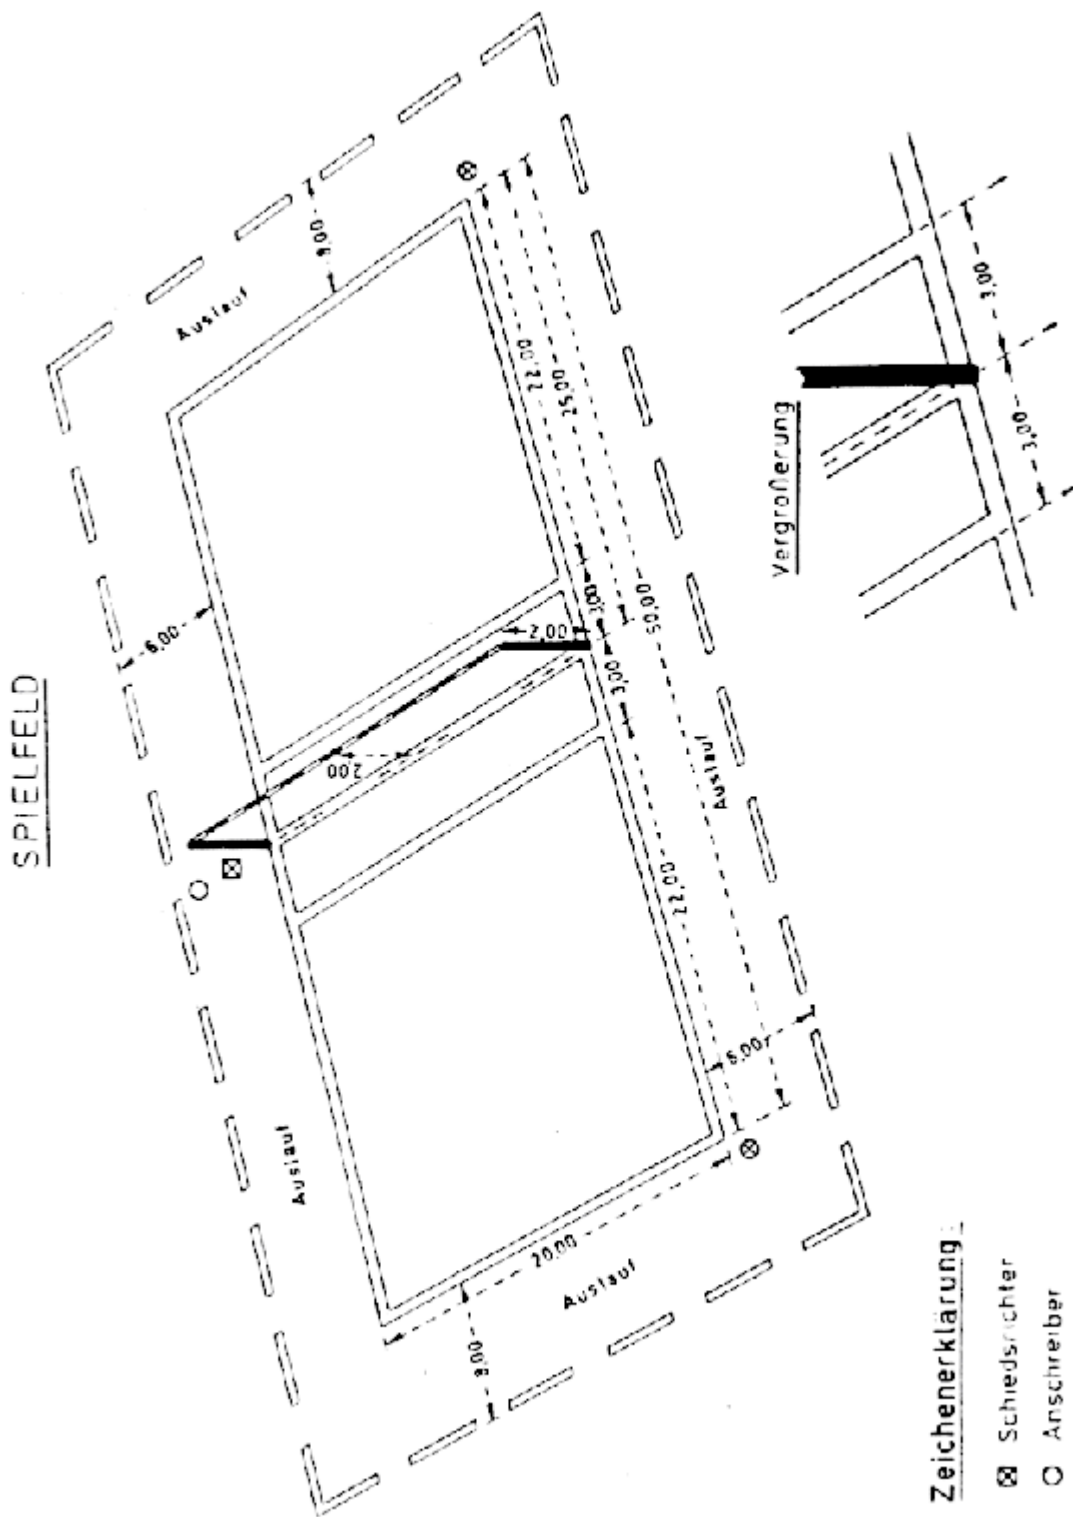 SPIELFELD
Auslauf
9,00
6,00
22,00
25,00
3,00
2,00
2,00
3,00
50,00
22,00
Auslauf
Auslauf
6,00
20,00
Auslauf
9,00
Vergrößerung
3,00
3,00
Zeichenerklärung:
Schiedsrichter
Anschreiber